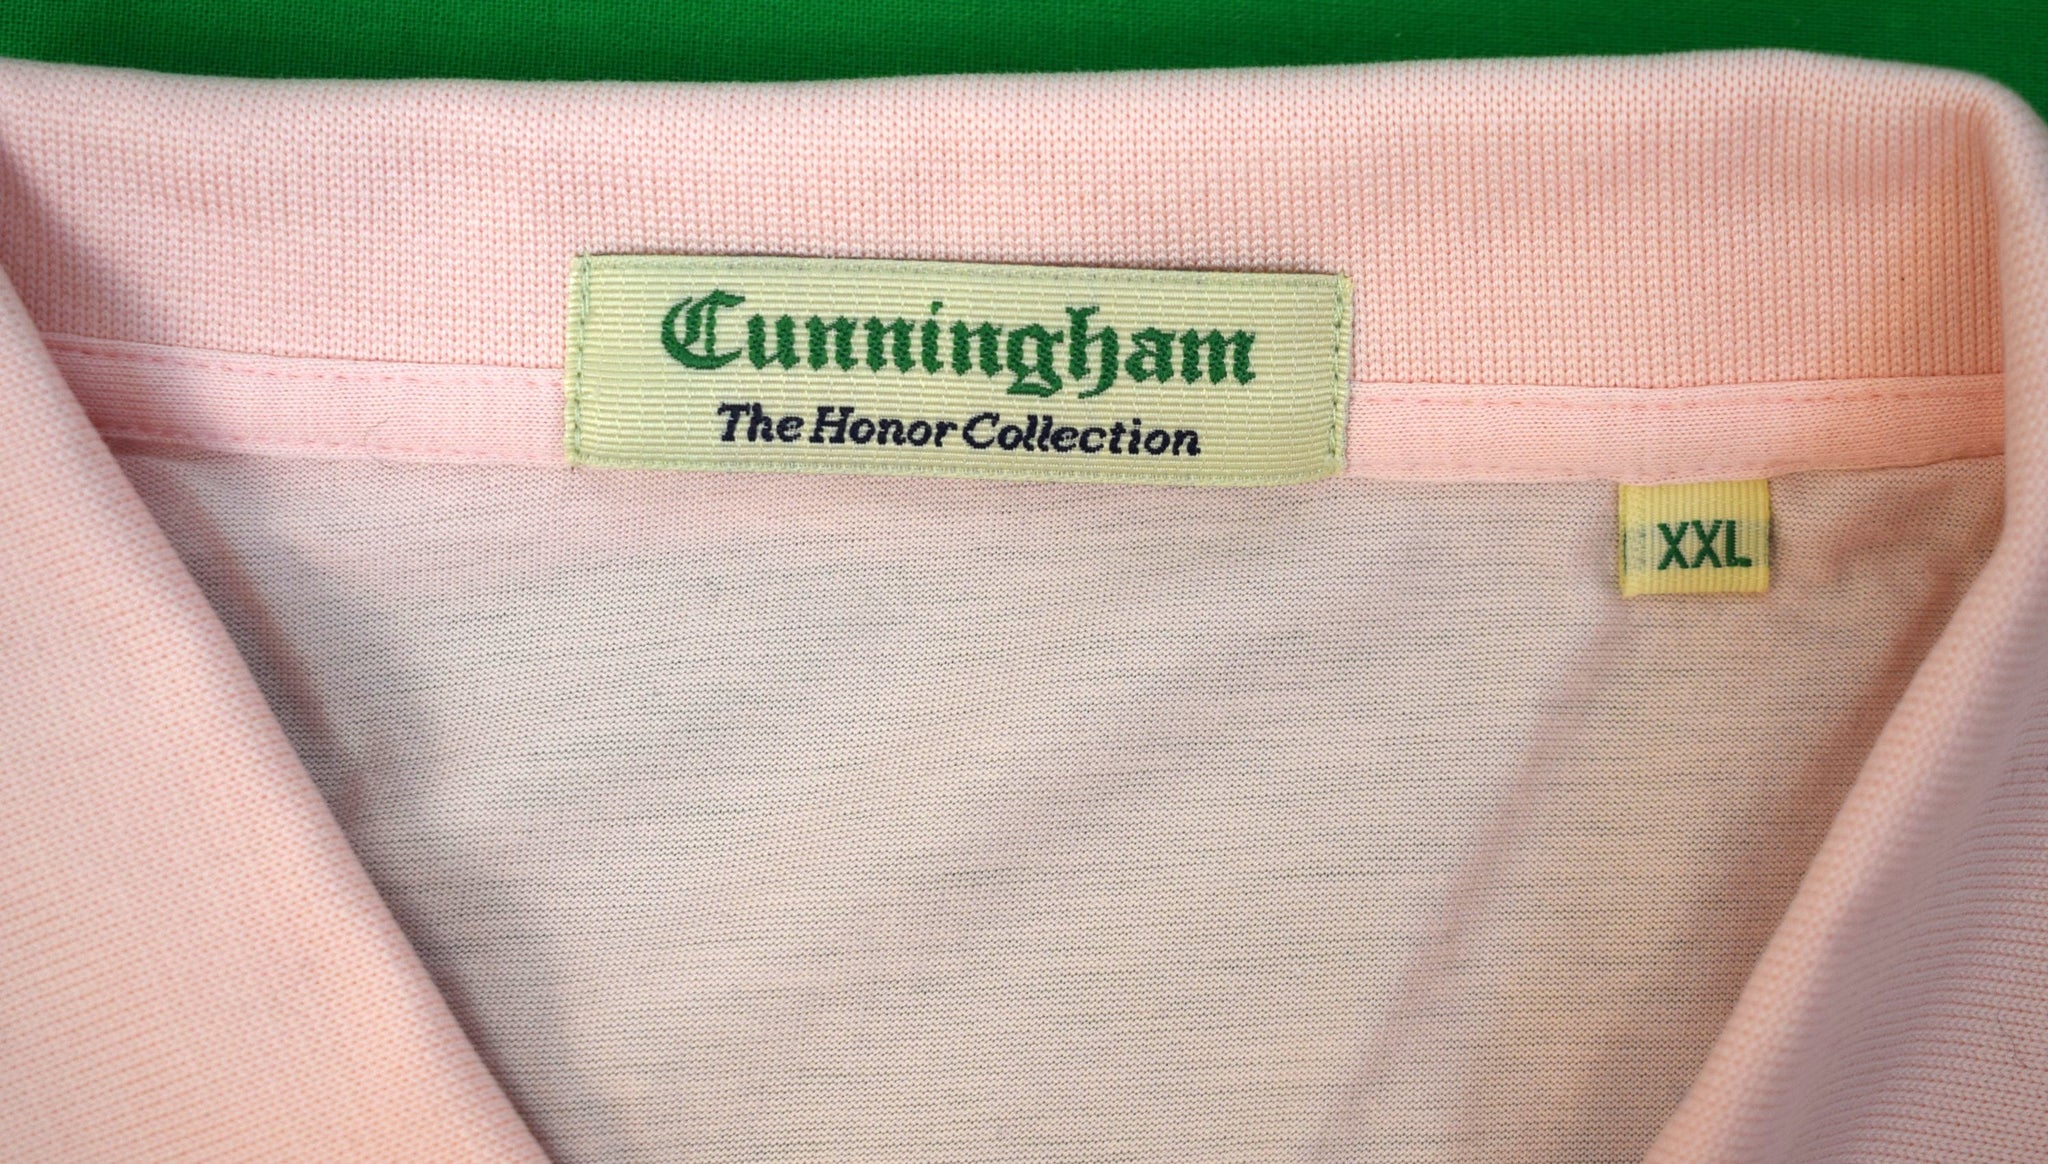 Cunningham
The Honor Collection
XXL